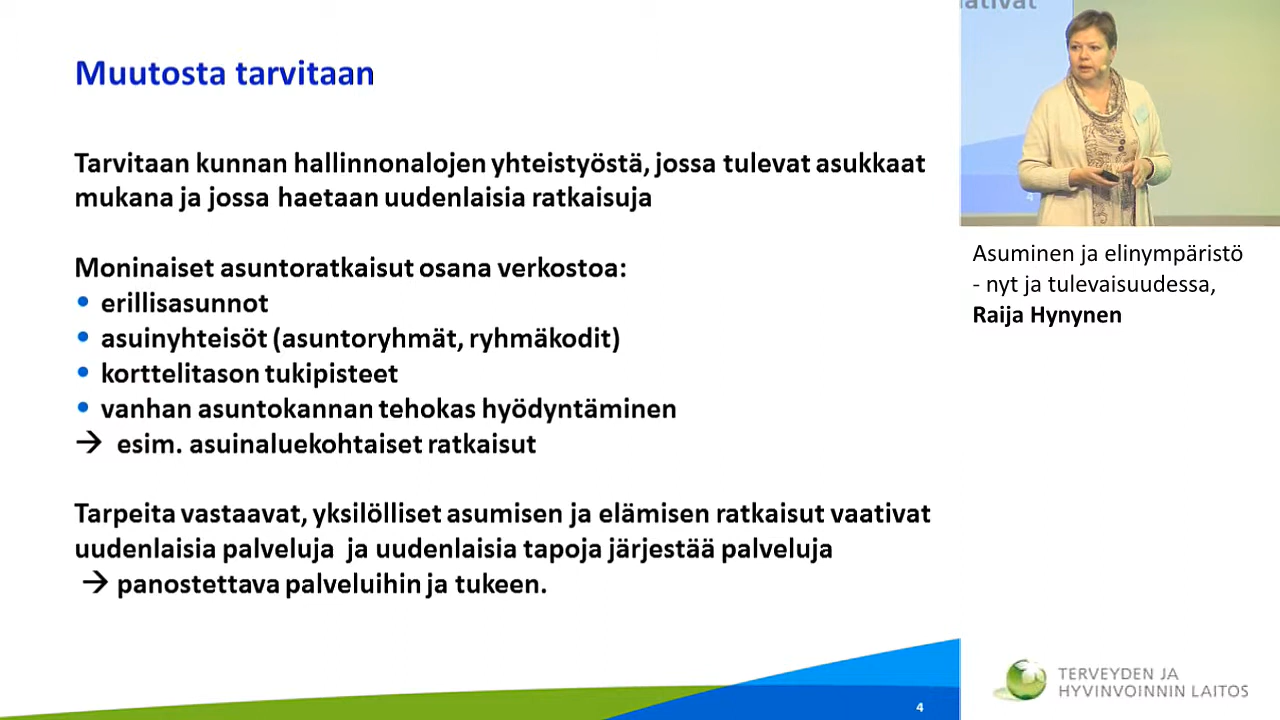 Muutosta tarvitaan
Tarvitaan kunnan hallinnonalojen yhteistyöstä, jossa tulevat asukkaat
mukana ja jossa haetaan uudenlaisia ratkaisuja
Moninaiset asuntoratkaisut osana verkostoa:
• erillisasunnot
• asuinyhteisöt (asuntoryhmät, ryhmäkodit)
• korttelitason tukipisteet
• vanhan asuntokannan tehokas hyödyntäminen
→ esim. asuinaluekohtaiset ratkaisut
Tarpeita vastaavat, yksilölliset asumisen ja elämisen ratkaisut vaativat
uudenlaisia palveluja ja uudenlaisia tapoja järjestää palveluja
→ panostettava palveluihin ja tukeen.
4
4
Asuminen ja elinympäristö
- nyt ja tulevaisuudessa,
Raija Hynynen
TERVEYDEN JA
HYVINVOINNIN LAITOS